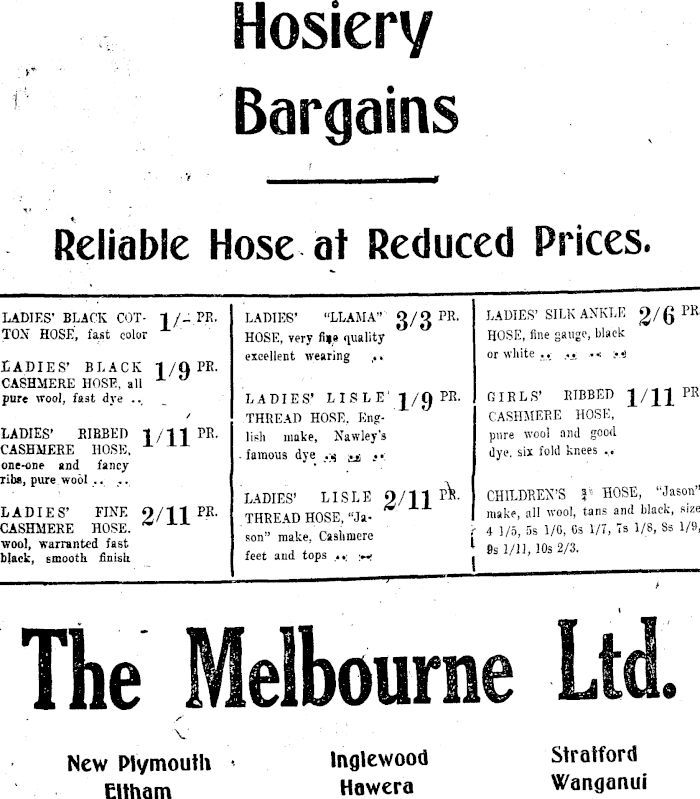 Hosiery
Bargains
Reliable Hose at Reduced Prices.
LADIES' BLACK COT- 1/- PR.
TON HOSE, fast color
LADIES' BLACK 1/9 PR.
CASHMERE HOSE, all
pure wool, fast dye ..
LADIES' RIBBED 1/11 PR.
CASHMERE HOSE,
one-one and fancy
ribs, pure wool .. ..
LADIES' FINE 2/11 PR.
CASHMERE HOSE.
wool, warranted fast
black, smooth finish
LADIES' "LLAMA" 3/3 PR.
HOSE, very fine quality
excellent wearing ..
LADIES' LISLE 1/9 PR.
THREAD HOSE, Eng-
lish make, Nawley's
famous dye .. .. ..
LADIES' LISLE 2/11 PR.
THREAD HOSE, "Ja-
son" make, Cashmere
feet and tops .. ..
LADIES' SILK ANKLE 2/6 PR
HOSE, fine gauge, black
or white .. .. .. ..
GIRLS' RIBBED 1/11 PR
CASHMERE HOSE,
pure wool and good
dye, six fold knees ..
CHILDREN'S ¾ HOSE, "Jason"
make, all wool, tans and black, size
4 1/5, 5s 1/6, 6s 1/7, 7s 1/8, 8s 1/9,
9s 1/11, 10s 2/3.
The Melbourne Ltd.
New Plymouth Inglewood Stratford
Eltham Hawera Wanganui